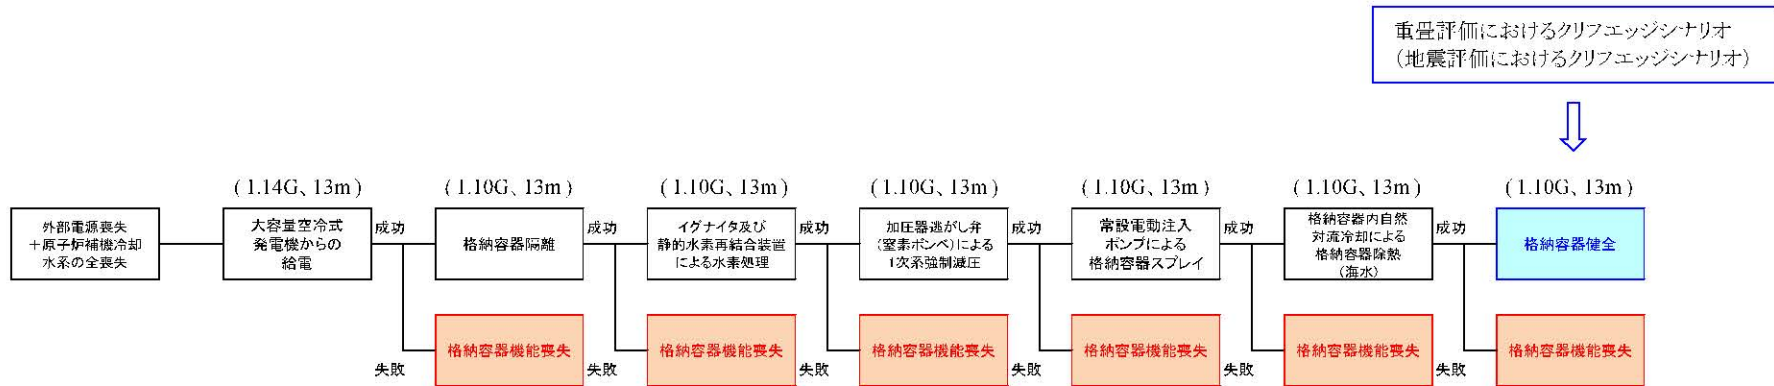 重畳評価におけるクリフエッジシナリオ
(地震評価におけるクリフエッジシナリオ)
(1.14G、13m)
(1.10G、13m)
(1.10G、13m)
(1.10G、13m)
(1.10G、13m)
(1.10G、13m)
(1.10G、13m)
外部電源喪失
+原子炉補機冷却
水系の全喪失
大容量空冷式
発電機からの
給電
成功
格納容器隔離
成功
イグナイタ及び
静的水素再結合装置
による水素処理
成功
加圧器逃がし弁
(窒素ボンベ)による
1次系強制減圧
成功
常設電動注入
ポンプによる
格納容器スプレイ
成功
格納容器内自然
対流冷却による
格納容器除熱
(海水)
成功
格納容器健全
失敗
格納容器機能喪失
失敗
格納容器機能喪失
失敗
格納容器機能喪失
失敗
格納容器機能喪失
失敗
格納容器機能喪失
失敗
格納容器機能喪失